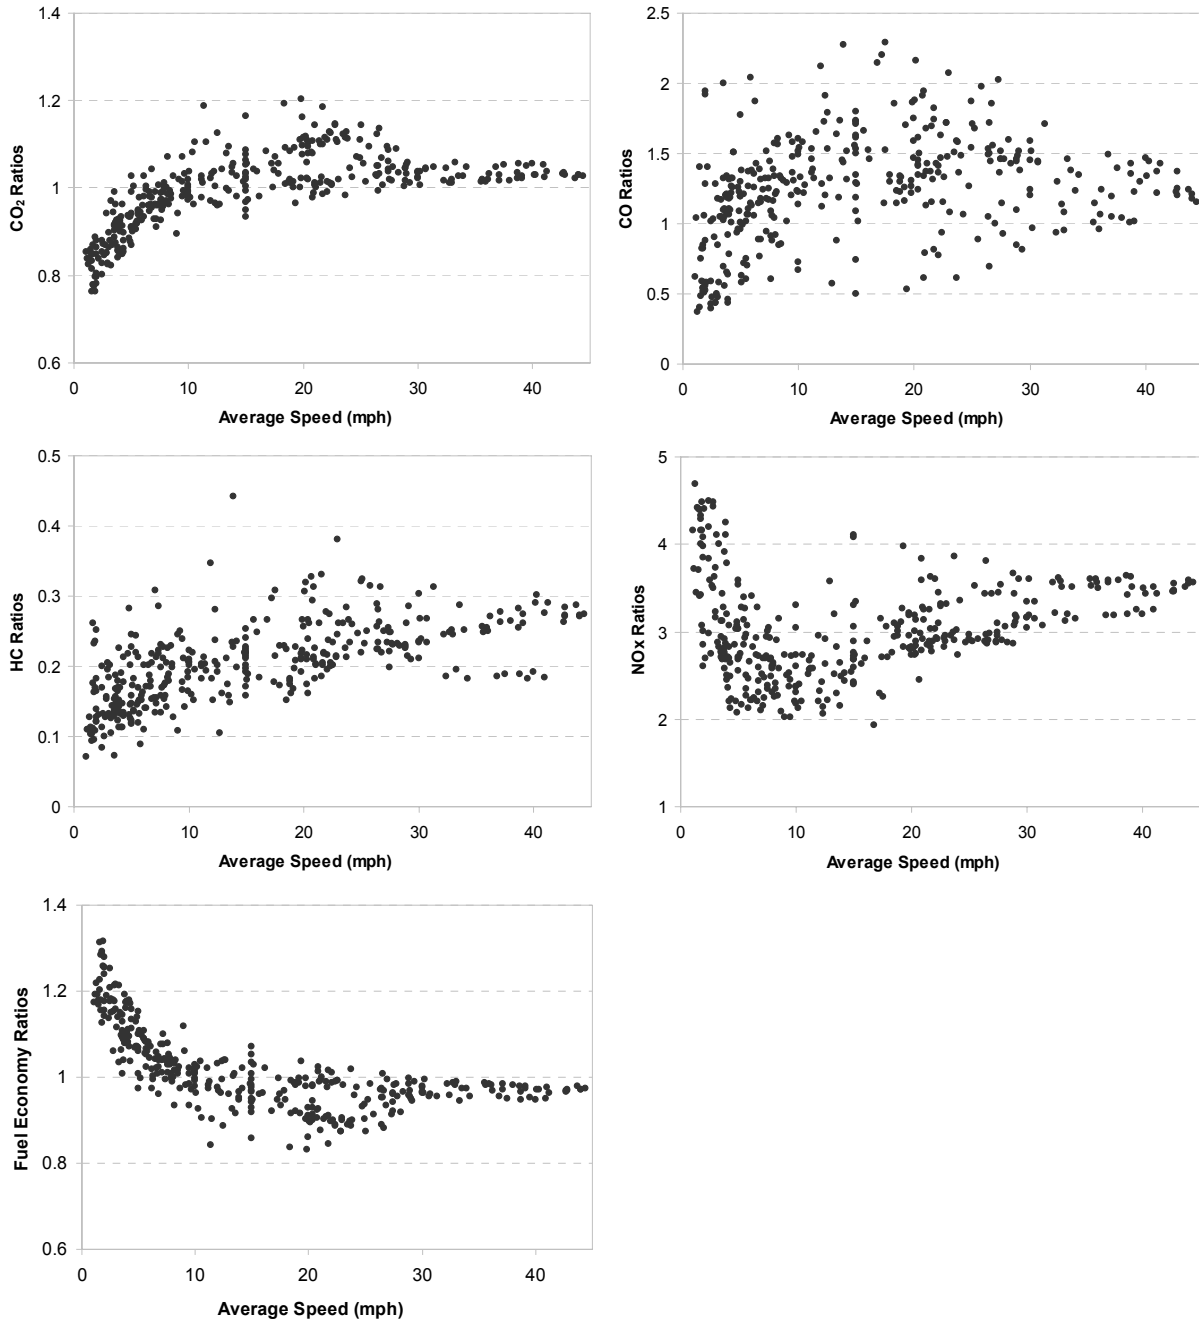 1.4
1.2
1
0.8
0.6
CO₂ Ratios
0 10 20 30 40
Average Speed (mph)
2.5
2
1.5
1
0.5
0
CO Ratios
0 10 20 30 40
Average Speed (mph)
0.5
0.4
0.3
0.2
0.1
0
HC Ratios
0 10 20 30 40
Average Speed (mph)
5
4
3
2
1
NOx Ratios
0 10 20 30 40
Average Speed (mph)
1.4
1.2
1
0.8
0.6
Fuel Economy Ratios
0 10 20 30 40
Average Speed (mph)